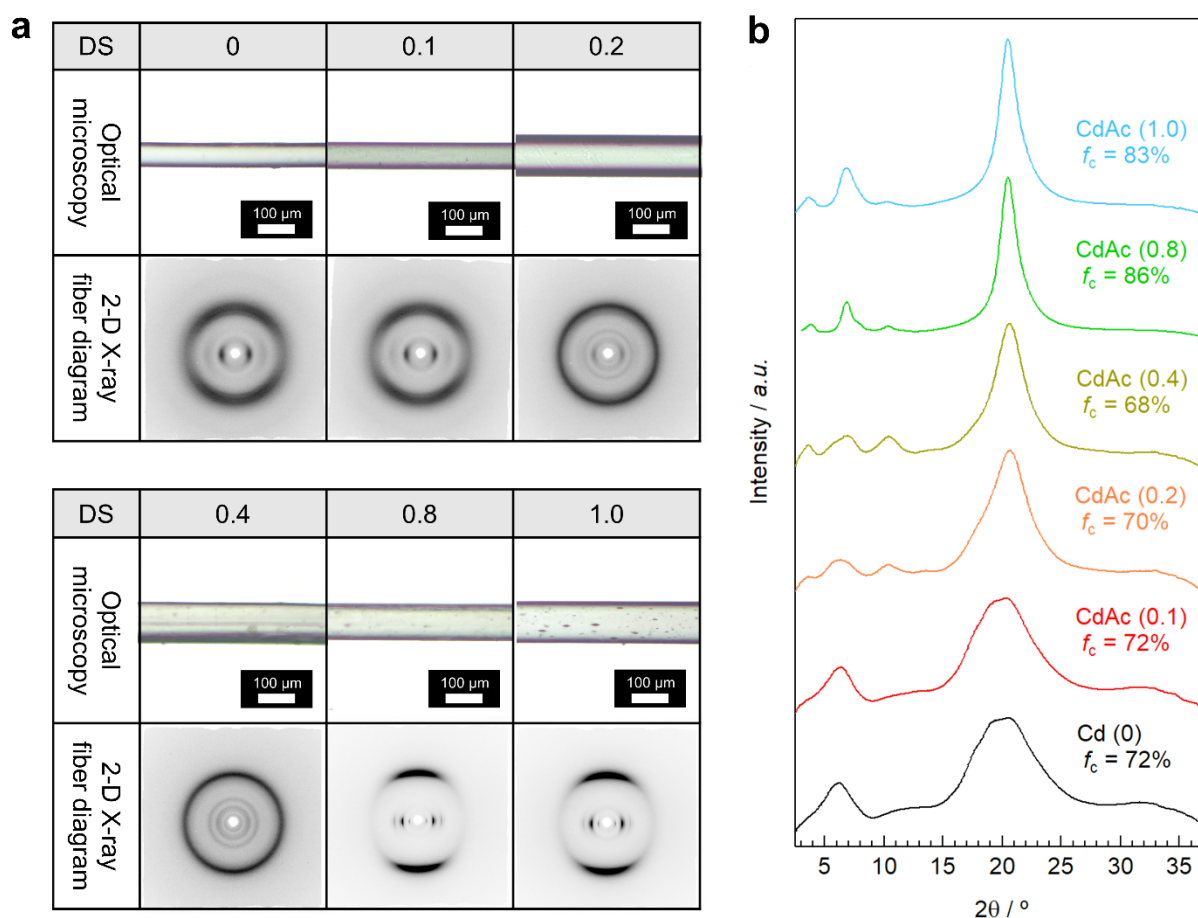 a
DS 0 0.1 0.2
Optical
microscopy
100 µm 100 µm 100 µm
2-D X-ray
fiber diagram
DS 0.4 0.8 1.0
Optical
microscopy
100 µm 100 µm 100 µm
2-D X-ray
fiber diagram
b
Intensity / a.u.
CdAc (1.0)
fc = 83%
CdAc (0.8)
fc = 86%
CdAc (0.4)
fc = 68%
CdAc (0.2)
fc = 70%
CdAc (0.1)
fc = 72%
Cd (0)
fc = 72%
5 10 15 20 25 30 35
2θ / º